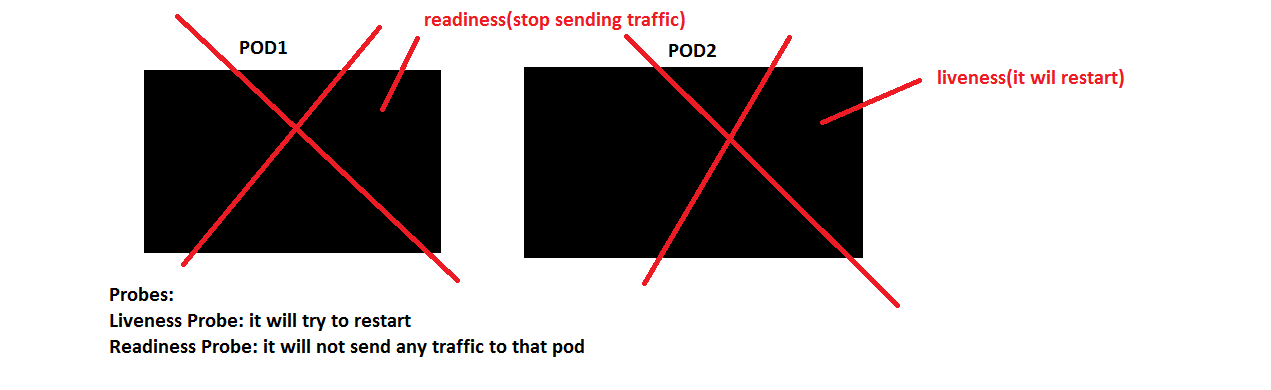 readiness(stop sending traffic)
POD1
POD2
liveness(it wil restart)
Probes:
Liveness Probe: it will try to restart
Readiness Probe: it will not send any traffic to that pod